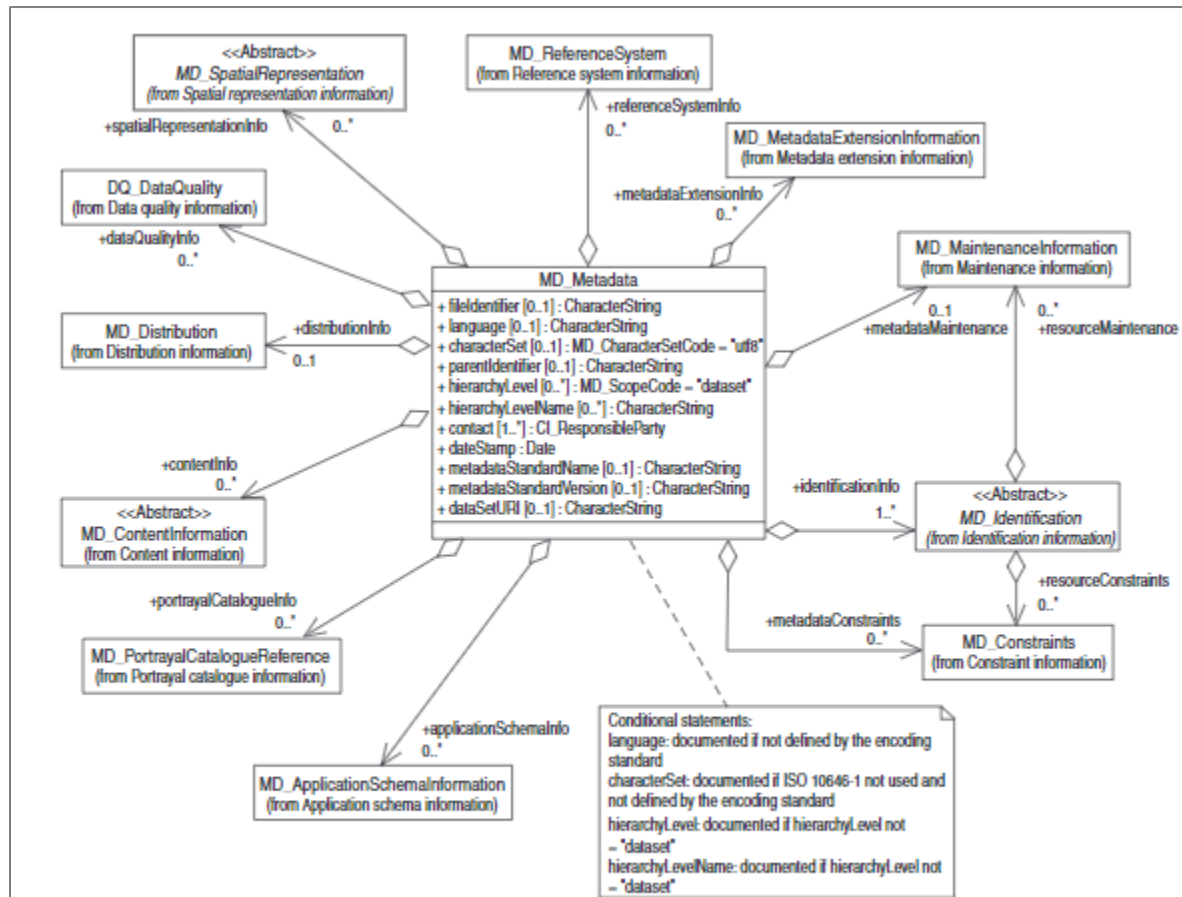 <<Abstract>>
MD_SpatialRepresentation
(from Spatial representation information)
MD_ReferenceSystem
(from Reference system information)
+referenceSystemInfo
0..*
+spatialRepresentationInfo
0..*
MD_MetadataExtensionInformation
(from Metadata extension information)
+metadataExtensionInfo
0..*
DQ_DataQuality
(from Data quality information)
+dataQualityInfo
0..*
MD_MaintenanceInformation
(from Maintenance information)
0..1
+metadataMaintenance
0..*
+resourceMaintenance
MD_Distribution
(from Distribution information)
+distributionInfo
0..1
MD_Metadata
+ fileIdentifier [0..1] : CharacterString
+ language [0..1] : CharacterString
+ characterSet [0..1] : MD_CharacterSetCode = "utf8"
+ parentIdentifier [0..1] : CharacterString
+ hierarchyLevel [0..*] : MD_ScopeCode = "dataset"
+ hierarchyLevelName [0..*] : CharacterString
+ contact [1..*] : CI_ResponsibleParty
+ dateStamp : Date
+ metadataStandardName [0..1] : CharacterString
+ metadataStandardVersion [0..1] : CharacterString
+ dataSetURI [0..1] : CharacterString
+contentInfo
0..*
<<Abstract>>
MD_ContentInformation
(from Content information)
+identificationInfo
1..*
<<Abstract>>
MD_Identification
(from Identification information)
+resourceConstraints
0..*
+portrayalCatalogueInfo
0..*
MD_PortrayalCatalogueReference
(from Portrayal catalogue information)
+metadataConstraints
0..*
MD_Constraints
(from Constraint information)
+applicationSchemaInfo
0..*
MD_ApplicationSchemaInformation
(from Application schema information)
Conditional statements:
language: documented if not defined by the encoding
standard
characterSet: documented if ISO 10646-1 not used and
not defined by the encoding standard
hierarchyLevel: documented if hierarchyLevel not
= "dataset"
hierarchyLevelName: documented if hierarchyLevel not
= "dataset"